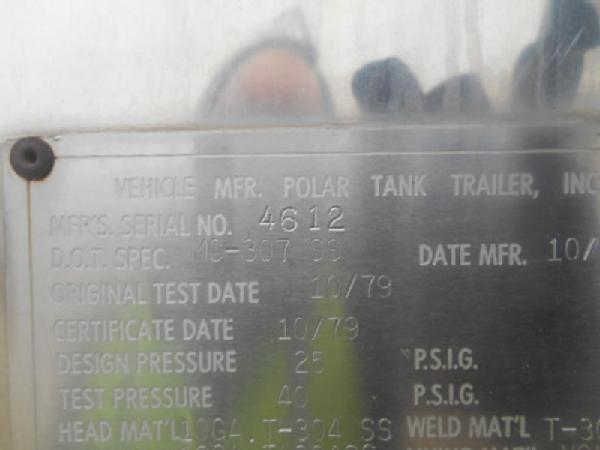 VEHICLE MFR. POLAR TANK TRAILER, INC
MFR'S. SERIAL NO. 4612
D.O.T. SPEC. MC-307 SS DATE MFR. 10/
ORIGINAL TEST DATE 10/79
CERTIFICATE DATE 10/79
DESIGN PRESSURE 25 P.S.I.G.
TEST PRESSURE 40 P.S.I.G.
HEAD MAT'L 10GA. T-304 SS WELD MAT'L T-30